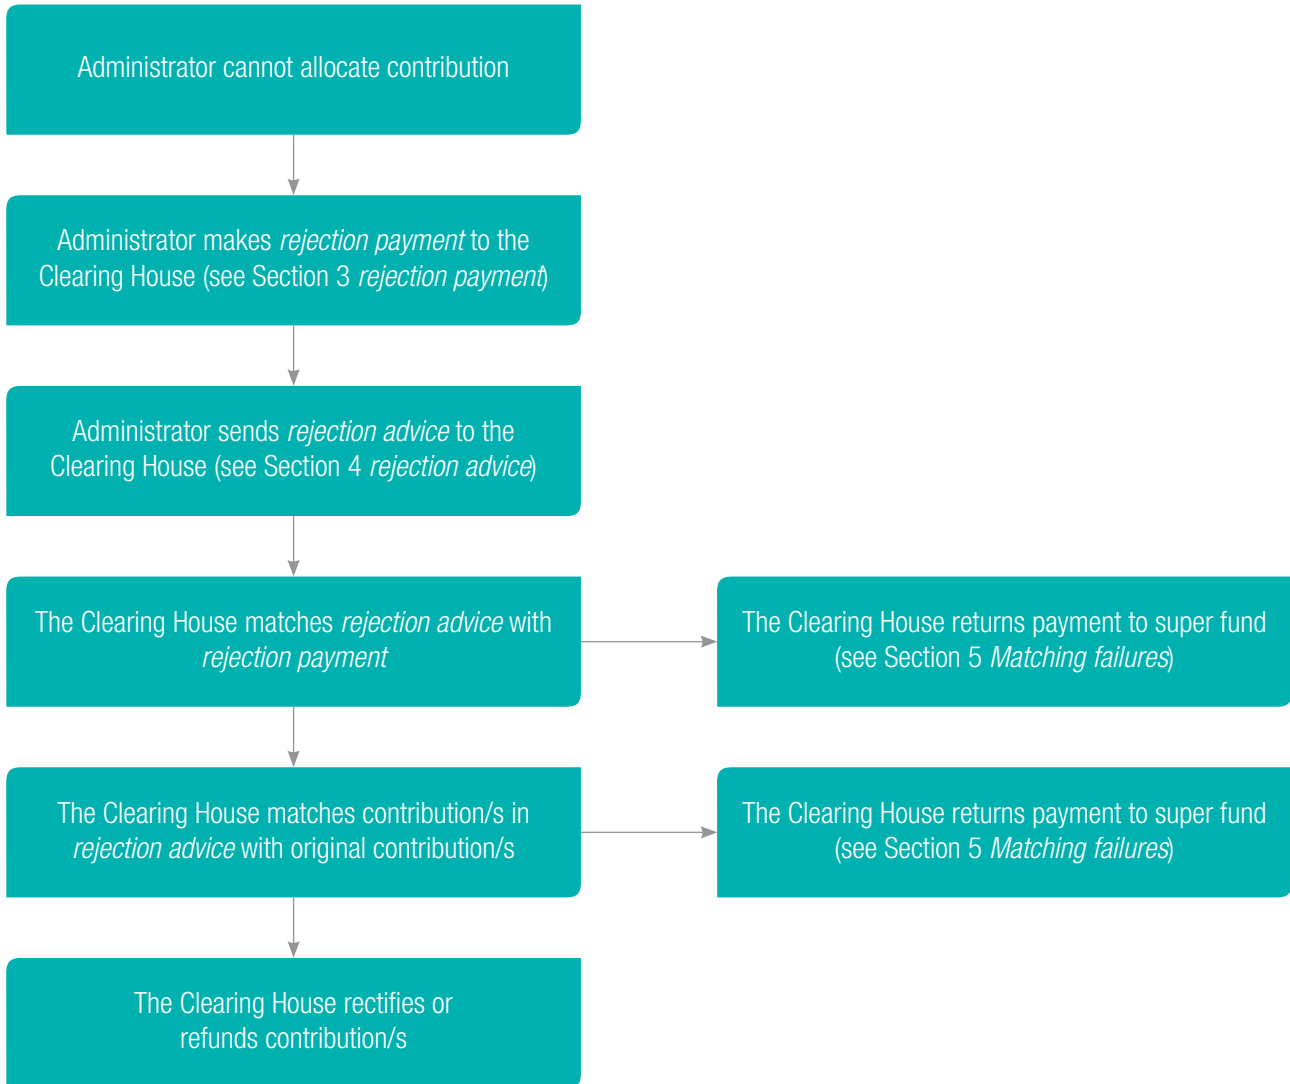 Administrator cannot allocate contribution
Administrator makes rejection payment to the
Clearing House (see Section 3 rejection payment)
Administrator sends rejection advice to the
Clearing House (see Section 4 rejection advice)
The Clearing House matches rejection advice with
rejection payment
The Clearing House returns payment to super fund
(see Section 5 Matching failures)
The Clearing House matches contribution/s in
rejection advice with original contribution/s
The Clearing House returns payment to super fund
(see Section 5 Matching failures)
The Clearing House rectifies or
refunds contribution/s